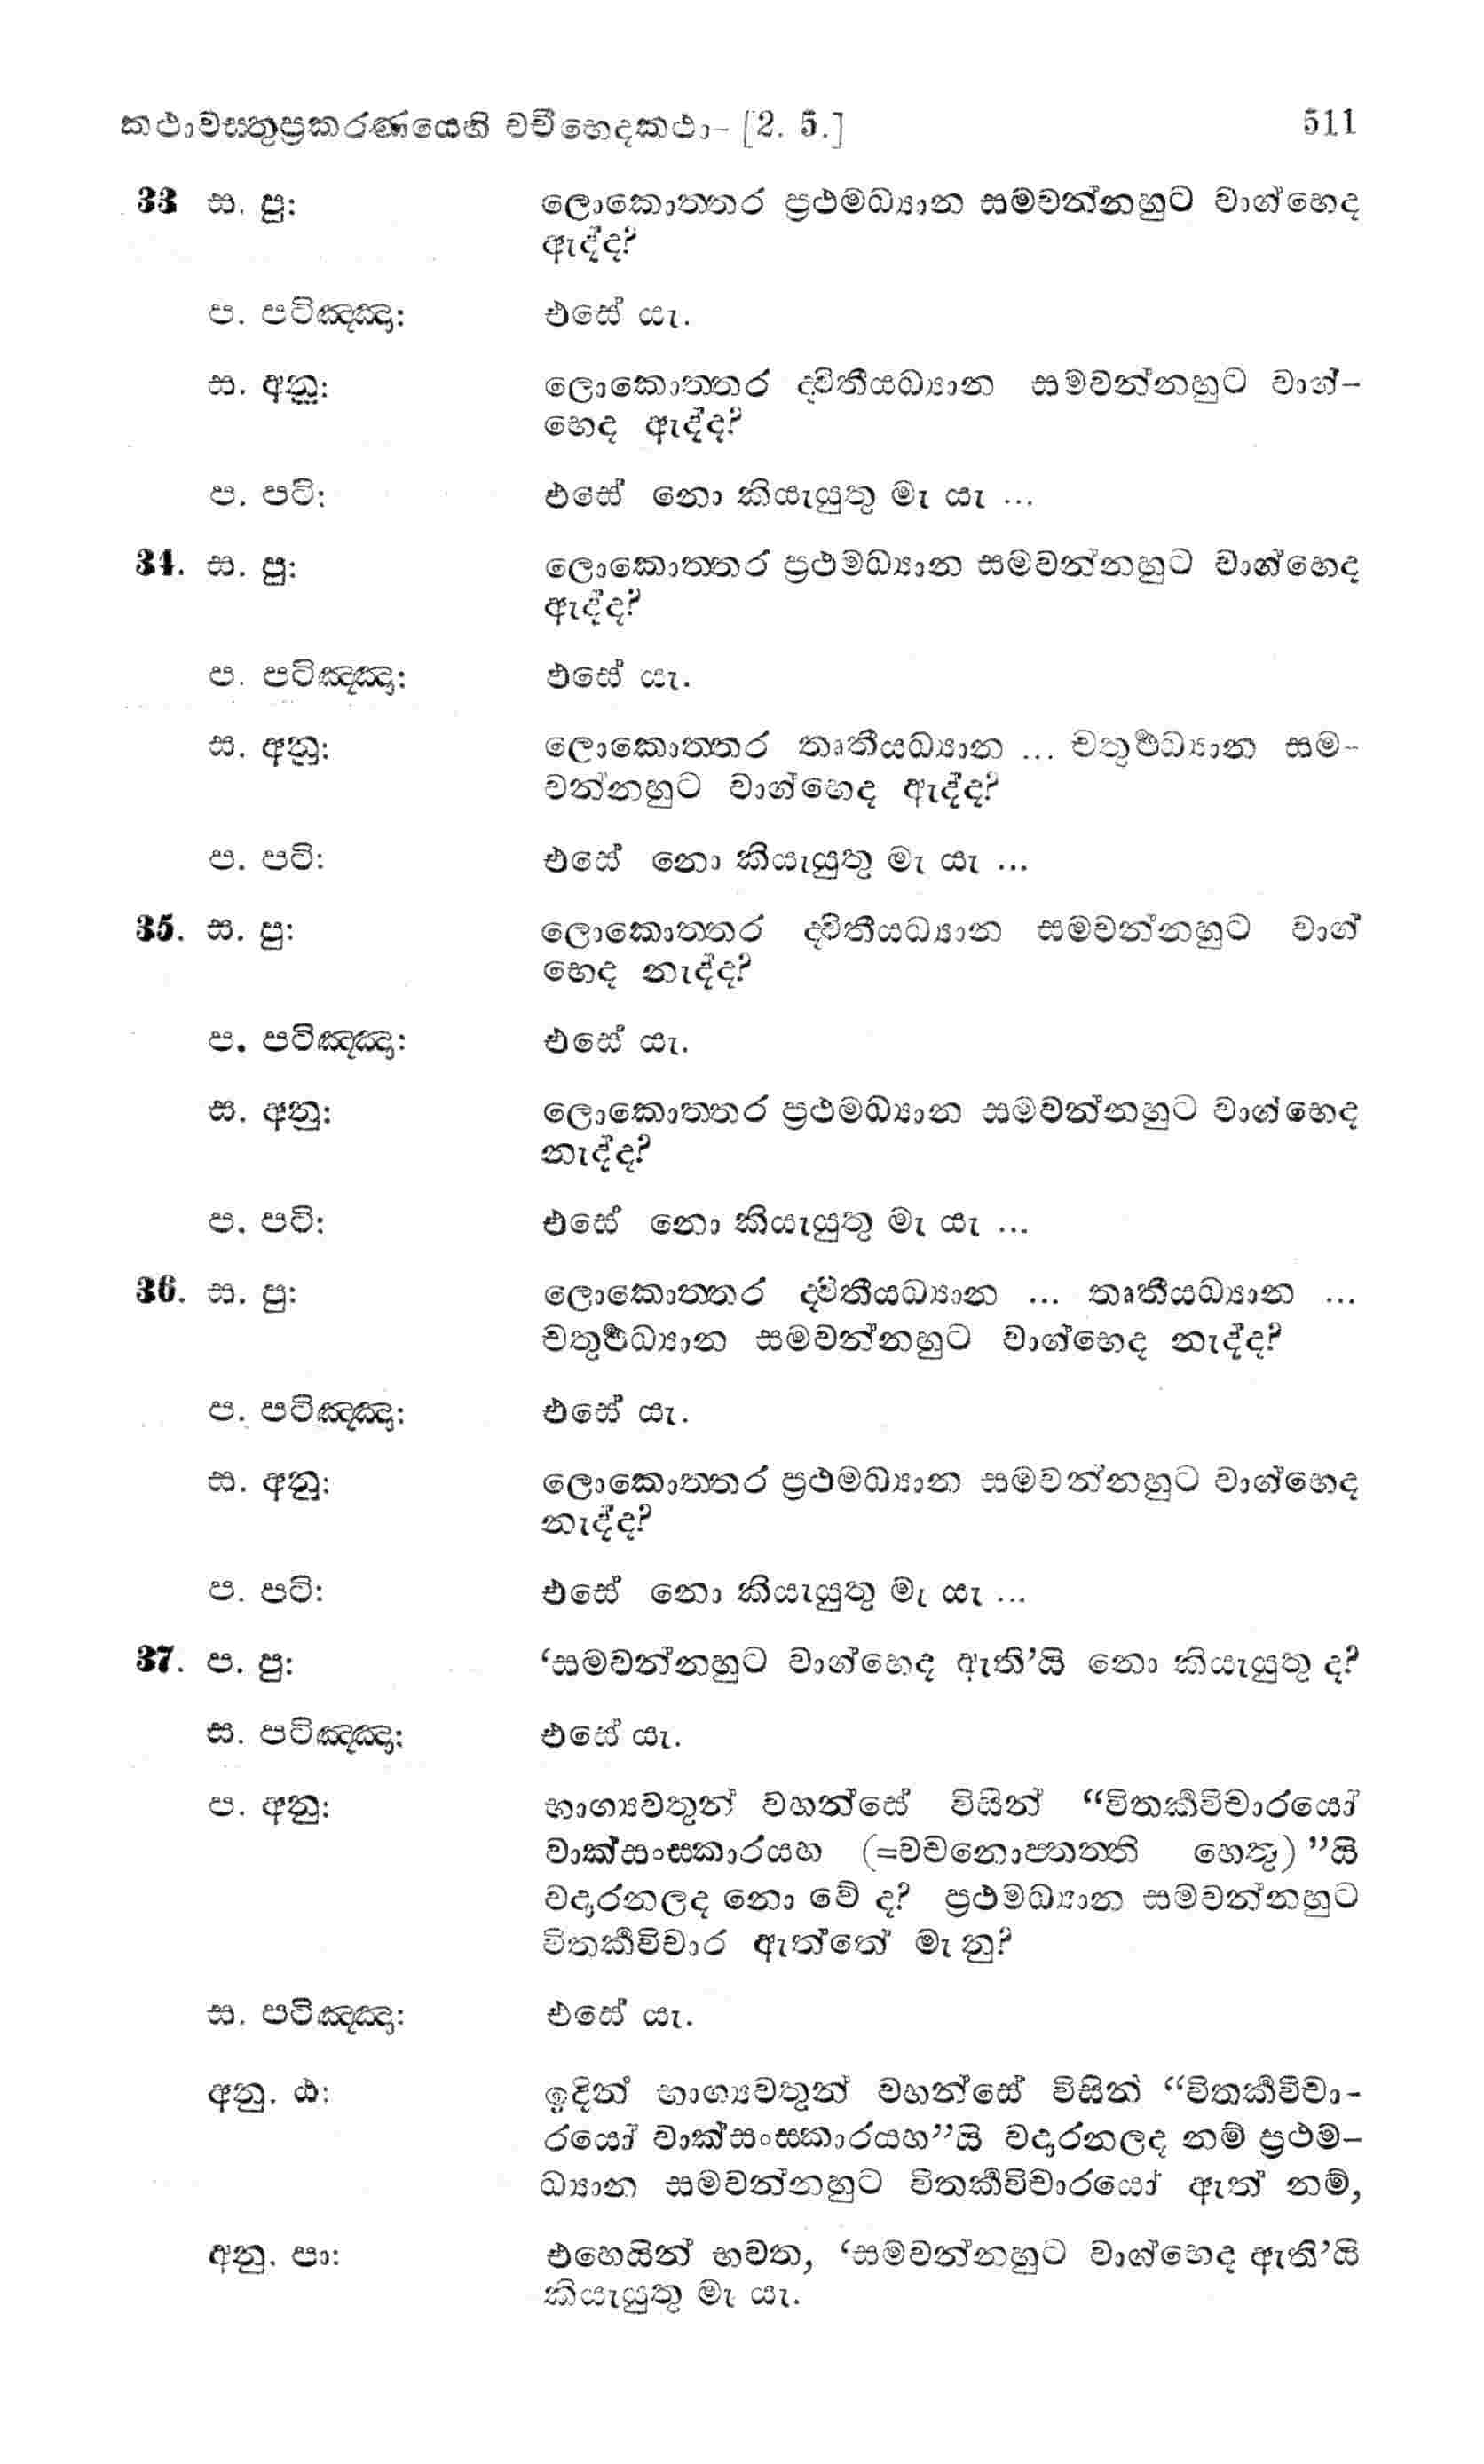 කථාවස්තුප්‍රකරණයෙහි වචීභෙදකථා- [2. 5.] 511
33 ස. පු: ලොකොත්තර ප්‍රථමධ්‍යාන සමවන්නහුට වාග්භෙද
ඇද්ද?
ප. පටිඤ්ඤා: එසේ යැ.
ස. අනු: ලොකොත්තර ද්විතීයධ්‍යාන සමවන්නහුට වාග්-
භෙද ඇද්ද?
ප. පටි: එසේ නො කියැයුතු මැ යැ ...
34. ස. පු: ලොකොත්තර ප්‍රථමධ්‍යාන සමවන්නහුට වාග්භෙද
ඇද්ද?
ප. පටිඤ්ඤා: එසේ යැ.
ස. අනු: ලොකොත්තර තෘතීයධ්‍යාන ... චතුර්ථධ්‍යාන සම-
වන්නහුට වාග්භෙද ඇද්ද?
ප. පටි: එසේ නො කියැයුතු මැ යැ ...
35. ස. පු: ලොකොත්තර ද්විතීයධ්‍යාන සමවන්නහුට වාග්
භෙද නැද්ද?
ප. පටිඤ්ඤා: එසේ යැ.
ස. අනු: ලොකොත්තර ප්‍රථමධ්‍යාන සමවන්නහුට වාග්භෙද
නැද්ද?
ප. පටි: එසේ නො කියැයුතු මැ යැ ...
36. ස. පු: ලොකොත්තර ද්විතීයධ්‍යාන ... තෘතීයධ්‍යාන ...
චතුර්ථධ්‍යාන සමවන්නහුට වාග්භෙද නැද්ද?
ප. පටිඤ්ඤා: එසේ යැ.
ස. අනු: ලොකොත්තර ප්‍රථමධ්‍යාන සමවන්නහුට වාග්භෙද
නැද්ද?
ප. පටි: එසේ නො කියැයුතු මැ යැ ...
37. ප. පු: ‘සමවන්නහුට වාග්භෙද ඇති’යි නො කියැයුතු ද?
ස. පටිඤ්ඤා: එසේ යැ.
ප. අනු: භාග්‍යවතුන් වහන්සේ විසින් “විතර්කවිචාරයෝ
වාක්සංස්කාරයහ (=වචනොත්පත්ති හෙතු)”යි
වදාරනලද නො වේ ද? ප්‍රථමධ්‍යාන සමවන්නහුට
විතර්කවිචාර ඇත්තේ මැ නු?
ස. පටිඤ්ඤා: එසේ යැ.
අනු. ඨ: ඉදින් භාග්‍යවතුන් වහන්සේ විසින් “විතර්කවිචා-
රයෝ වාක්සංස්කාරයහ”යි වදාරනලද නම් ප්‍රථම-
ධ්‍යාන සමවන්නහුට විතර්කවිචාරයෝ ඇත් නම්,
අනු. පා: එහෙයින් භවත, ‘සමවන්නහුට වාග්භෙද ඇති’යි
කියැයුතු මැ යැ.